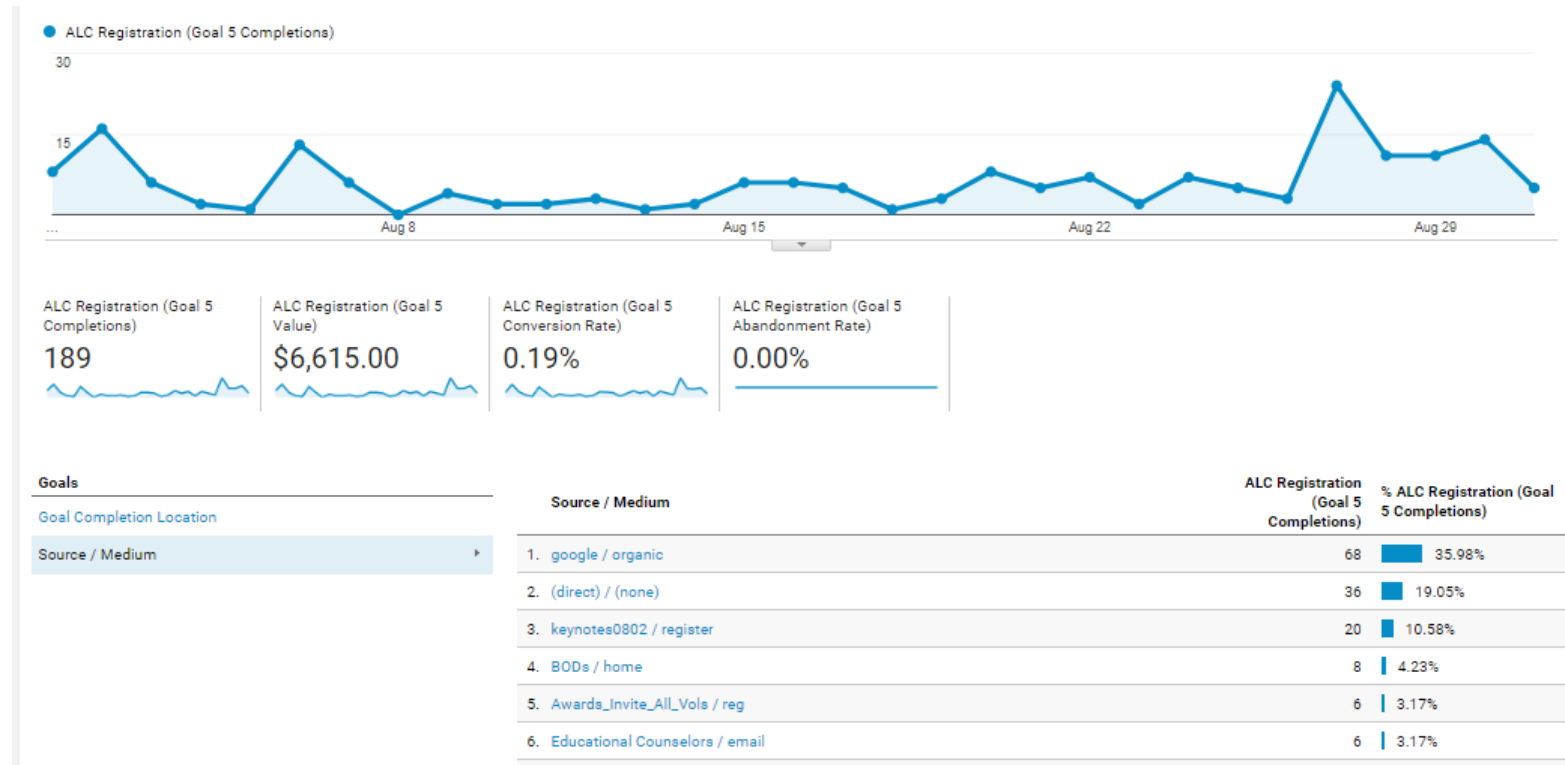 ALC Registration (Goal 5 Completions)
30
15
...
Aug 8
Aug 15
Aug 22
Aug 29
ALC Registration (Goal 5
Completions)
189
ALC Registration (Goal 5
Value)
$6,615.00
ALC Registration (Goal 5
Conversion Rate)
0.19%
ALC Registration (Goal 5
Abandonment Rate)
0.00%
Goals
Goal Completion Location
Source / Medium
Source / Medium
ALC Registration
(Goal 5
Completions)
% ALC Registration (Goal
5 Completions)
1. google / organic 68 35.98%
2. (direct) / (none) 36 19.05%
3. keynotes0802 / register 20 10.58%
4. BODs / home 8 4.23%
5. Awards_Invite_All_Vols / reg 6 3.17%
6. Educational Counselors / email 6 3.17%